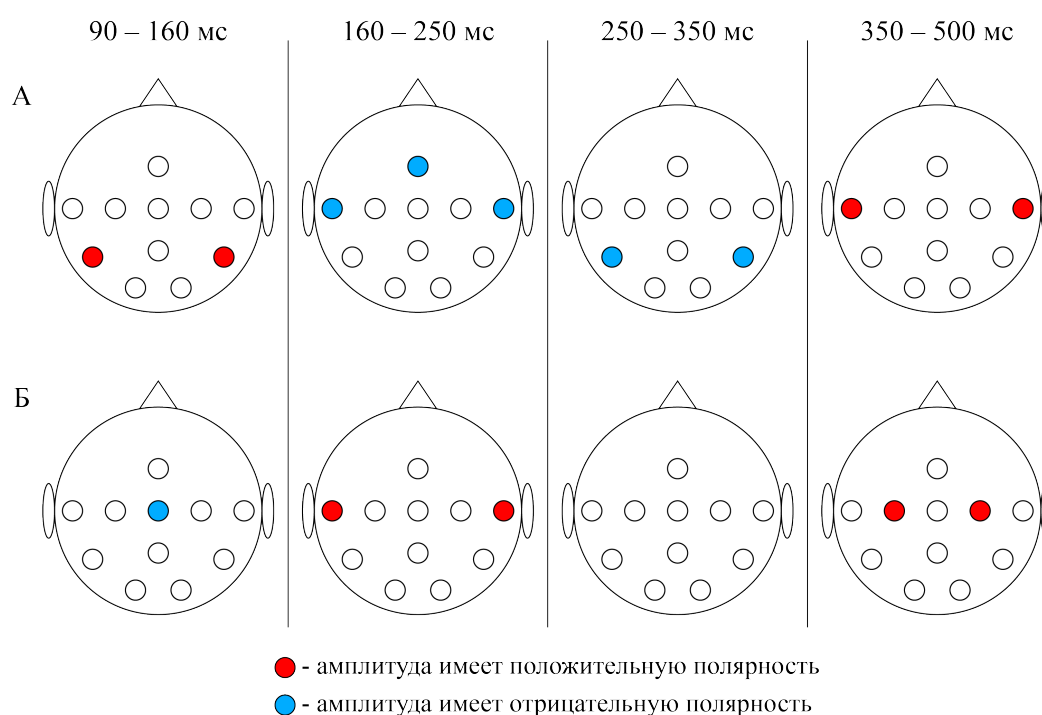 90 – 160 мс 160 – 250 мс 250 – 350 мс 350 – 500 мс
А
Б
- амплитуда имеет положительную полярность
- амплитуда имеет отрицательную полярность